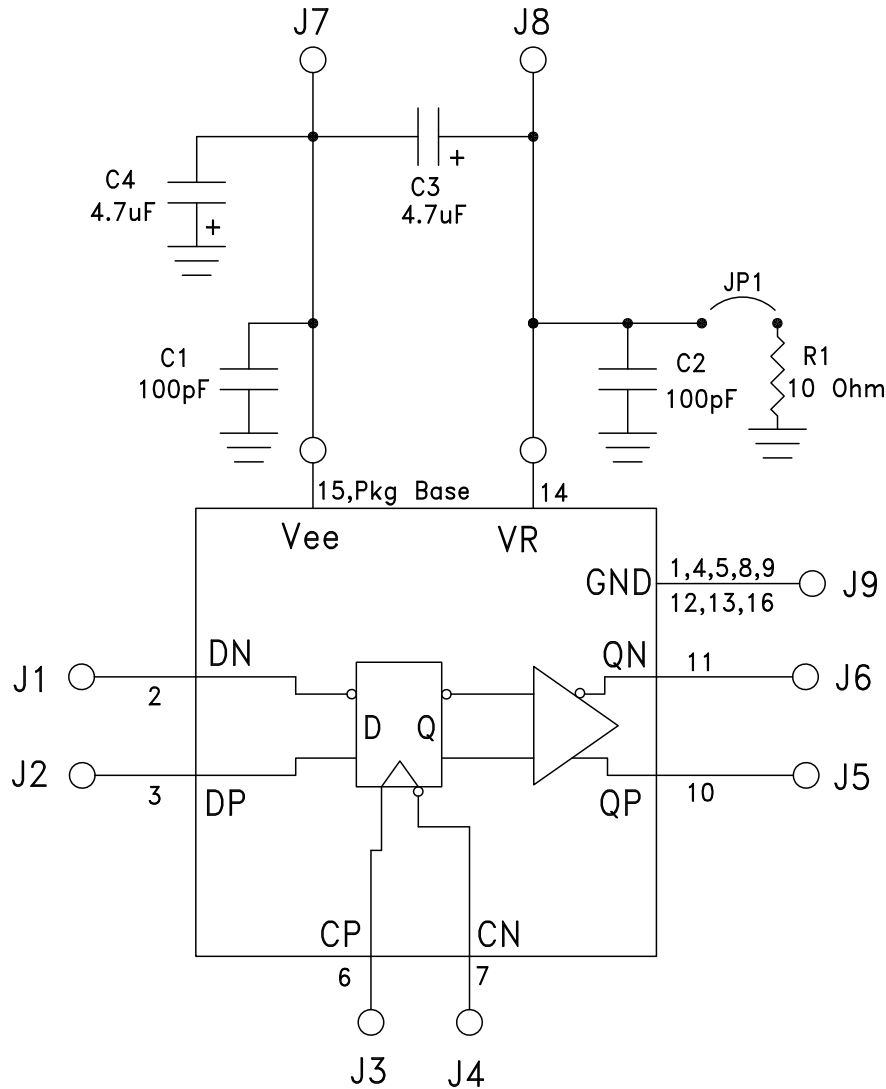 J7
J8
C4
4.7uF
+
+
C3
4.7uF
JP1
C1
100pF
C2
100pF
R1
10 Ohm
15,Pkg Base
14
Vee
VR
GND
1,4,5,8,9
12,13,16
J9
J1
2
DN
QN
11
J6
D
Q
J2
3
DP
QP
10
J5
CP
CN
6
7
J3
J4